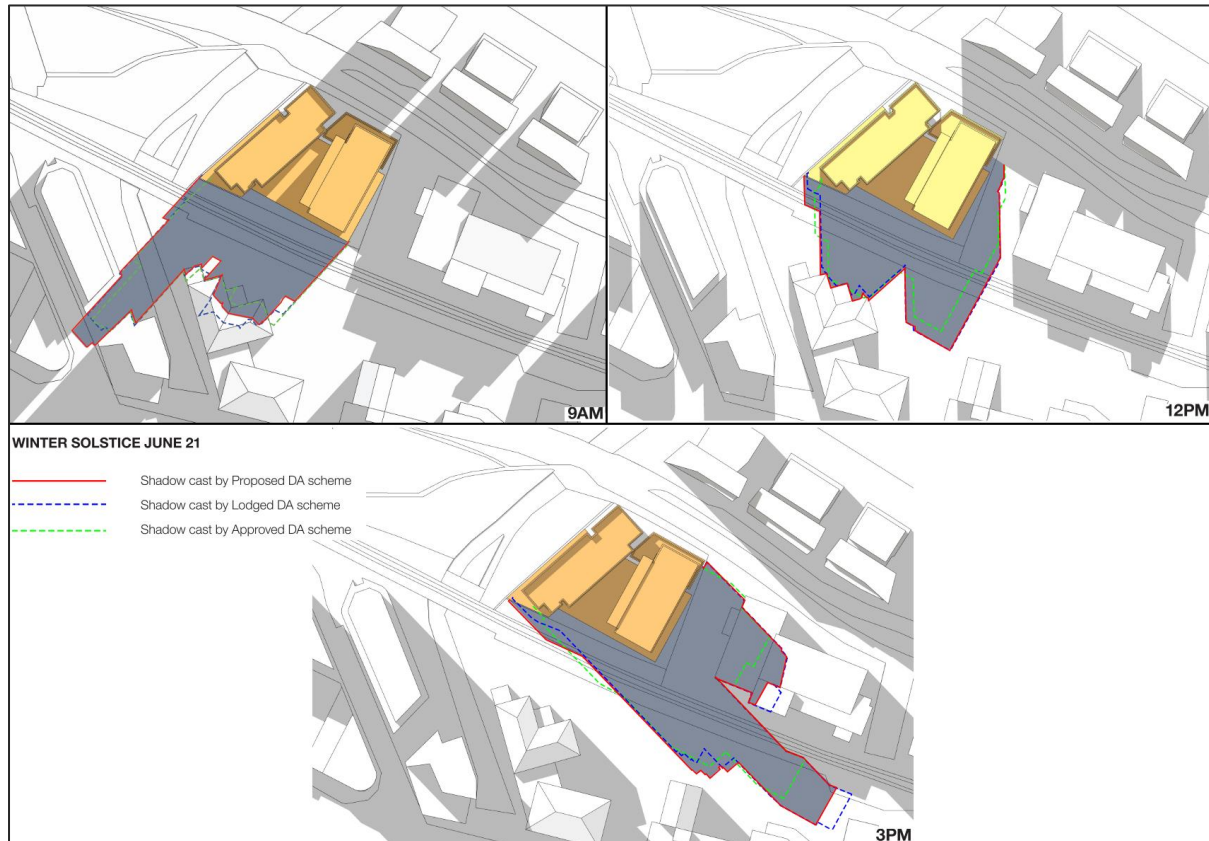 9AM
12PM
WINTER SOLSTICE JUNE 21
Shadow cast by Proposed DA scheme
Shadow cast by Lodged DA scheme
Shadow cast by Approved DA scheme
3PM